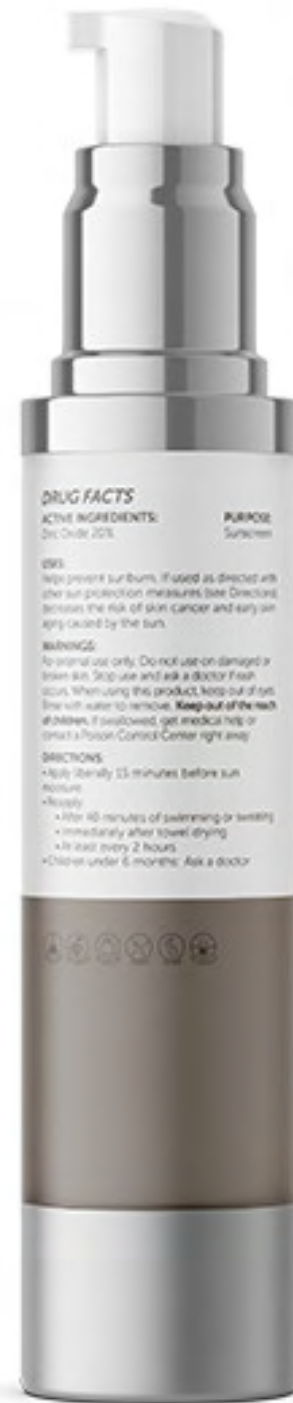 DRUG FACTS
ACTIVE INGREDIENTS: PURPOSE:
Zinc Oxide 20% Sunscreen
USES:
Helps prevent sunburn. If used as directed with
other sun protection measures (see Directions)
decreases the risk of skin cancer and early skin
aging caused by the sun.
WARNINGS:
For external use only. Do not use on damaged or
broken skin. Stop use and ask a doctor if rash
occurs. When using this product, keep out of eyes.
Rinse with water to remove. Keep out of the reach
of children. If swallowed, get medical help or
contact a Poison Control Center right away.
DIRECTIONS:
• Apply liberally 15 minutes before sun
exposure
• Reapply:
• After 40 minutes of swimming or sweating
• Immediately after towel drying
• At least every 2 hours
• Children under 6 months: Ask a doctor